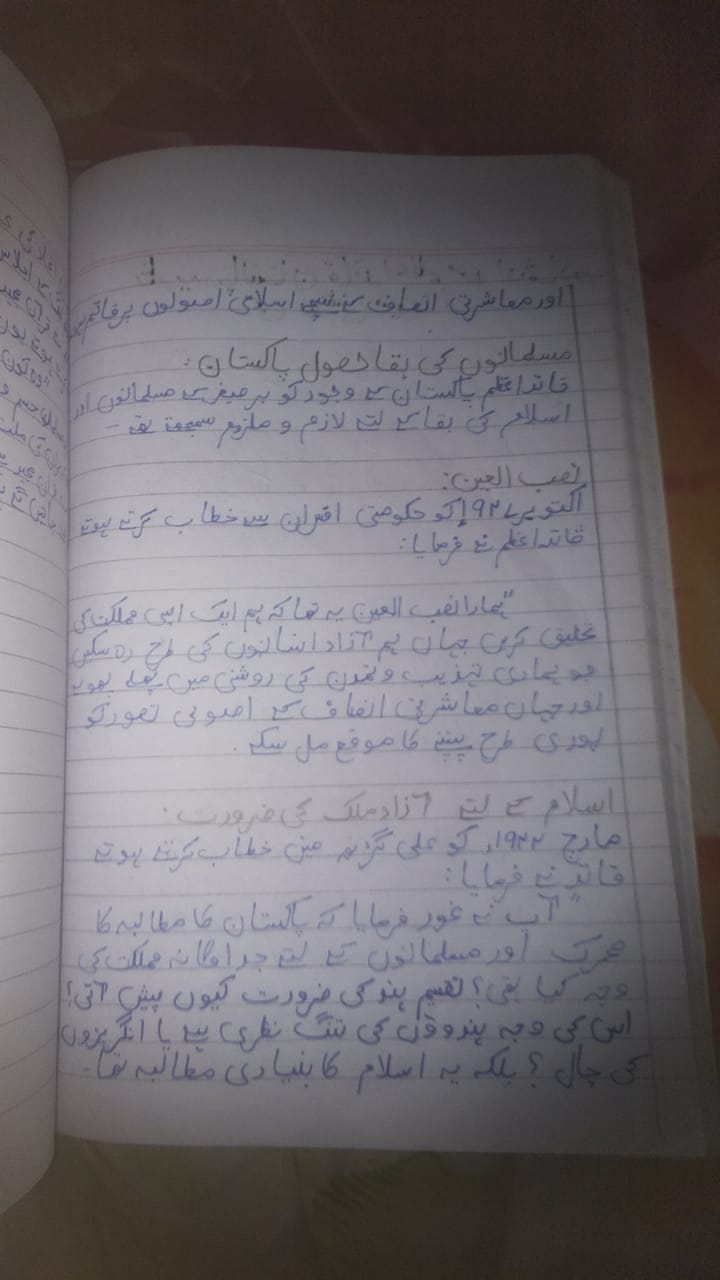 اور معاشرتی انصاف کے اسلامی اصولوں پر قائم ہو
مسلمانوں کی بقا حصول پاکستان:
قائداعظم پاکستان کے وجود کو برصغیر کے مسلمانوں اور
اسلام کی بقا کے لئے لازم و ملزوم سمجھتے تھے۔
نصب العین:
اکتوبر ۱۹۴۷ء کو حکومتی افسران سے خطاب کرتے ہوئے
قائداعظم نے فرمایا:
"ہمارا نصب العین یہ تھا کہ ہم ایک ایسی مملکت کی
تخلیق کریں جہاں ہم آزاد انسانوں کی طرح رہ سکیں
جو ہماری تہذیب و تمدن کی روشنی میں پھلے پھولے
اور جہاں معاشرتی انصاف کے اصولی تصور کو
پوری طرح پنپنے کا موقع مل سکے۔
اسلام کے لئے آزاد ملک کی ضرورت:
مارچ ۱۹۴۴ء کو علی گڑھ میں خطاب کرتے ہوئے
قائد نے فرمایا:
"آپ نے غور فرمایا کہ پاکستان کا مطالبہ کا
محرک اور مسلمانوں کے لئے جداگانہ مملکت کی
وجہ کیا تھی؟ تقسیم ہند کی ضرورت کیوں پیش آئی؟
اس کی وجہ ہندوؤں کی تنگ نظری ہے یا انگریزوں
کی چال؟ بلکہ یہ اسلام کا بنیادی مطالبہ تھا۔